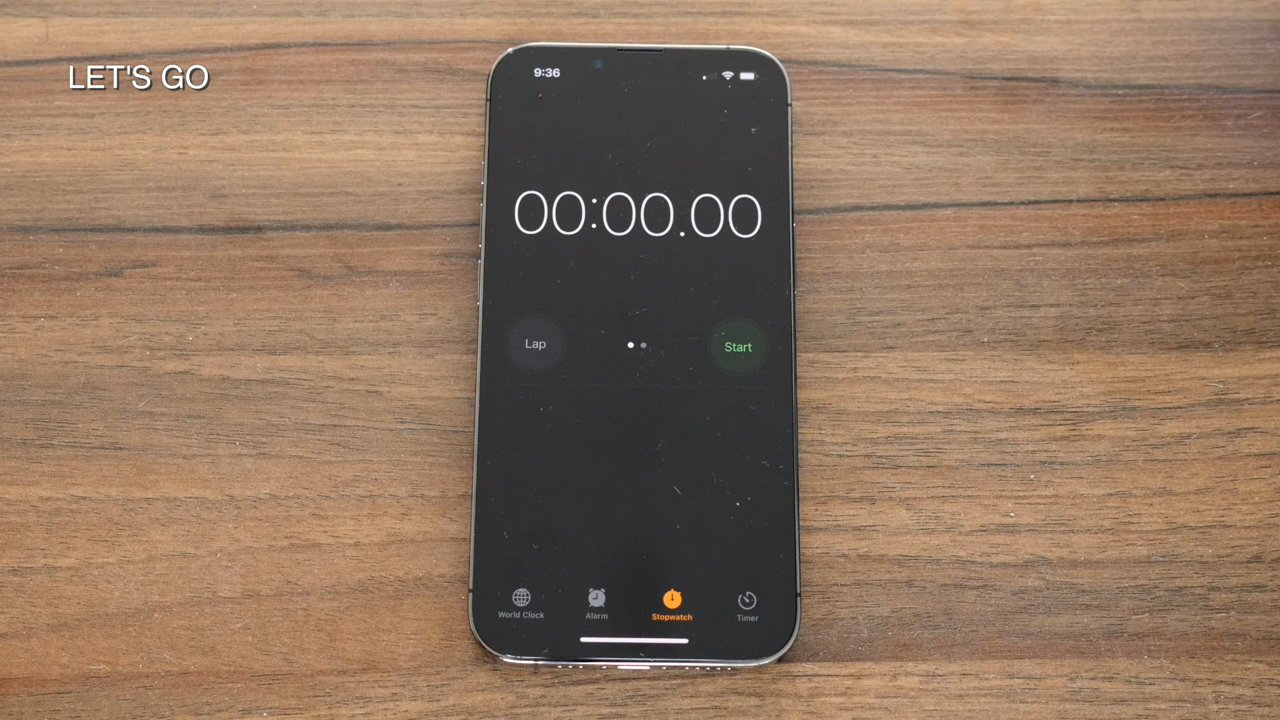 LET'S GO
9:36
00:00.00
Lap
Start
World Clock
Alarm
Stopwatch
Timer